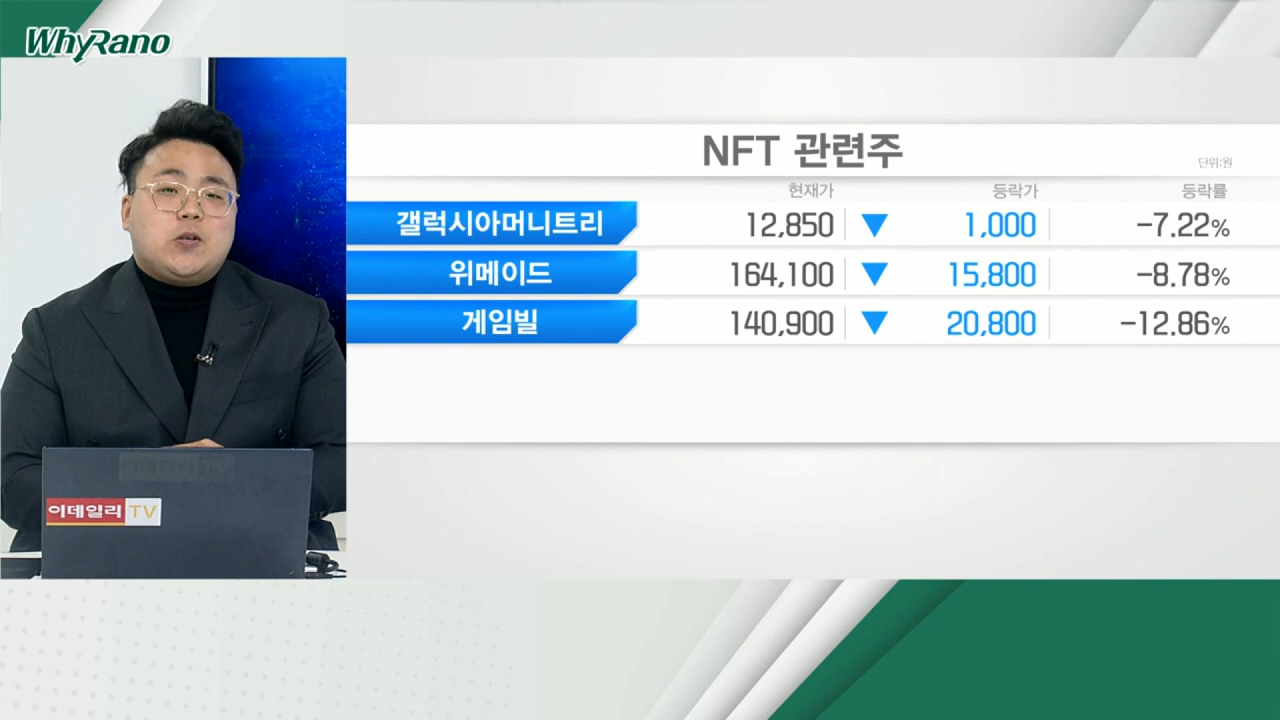 WhyRano
NFT 관련주
단위:원
현재가 등락가 등락률
갤럭시아머니트리 12,850 ▼ 1,000 -7.22%
위메이드 164,100 ▼ 15,800 -8.78%
게임빌 140,900 ▼ 20,800 -12.86%
이데일리 TV